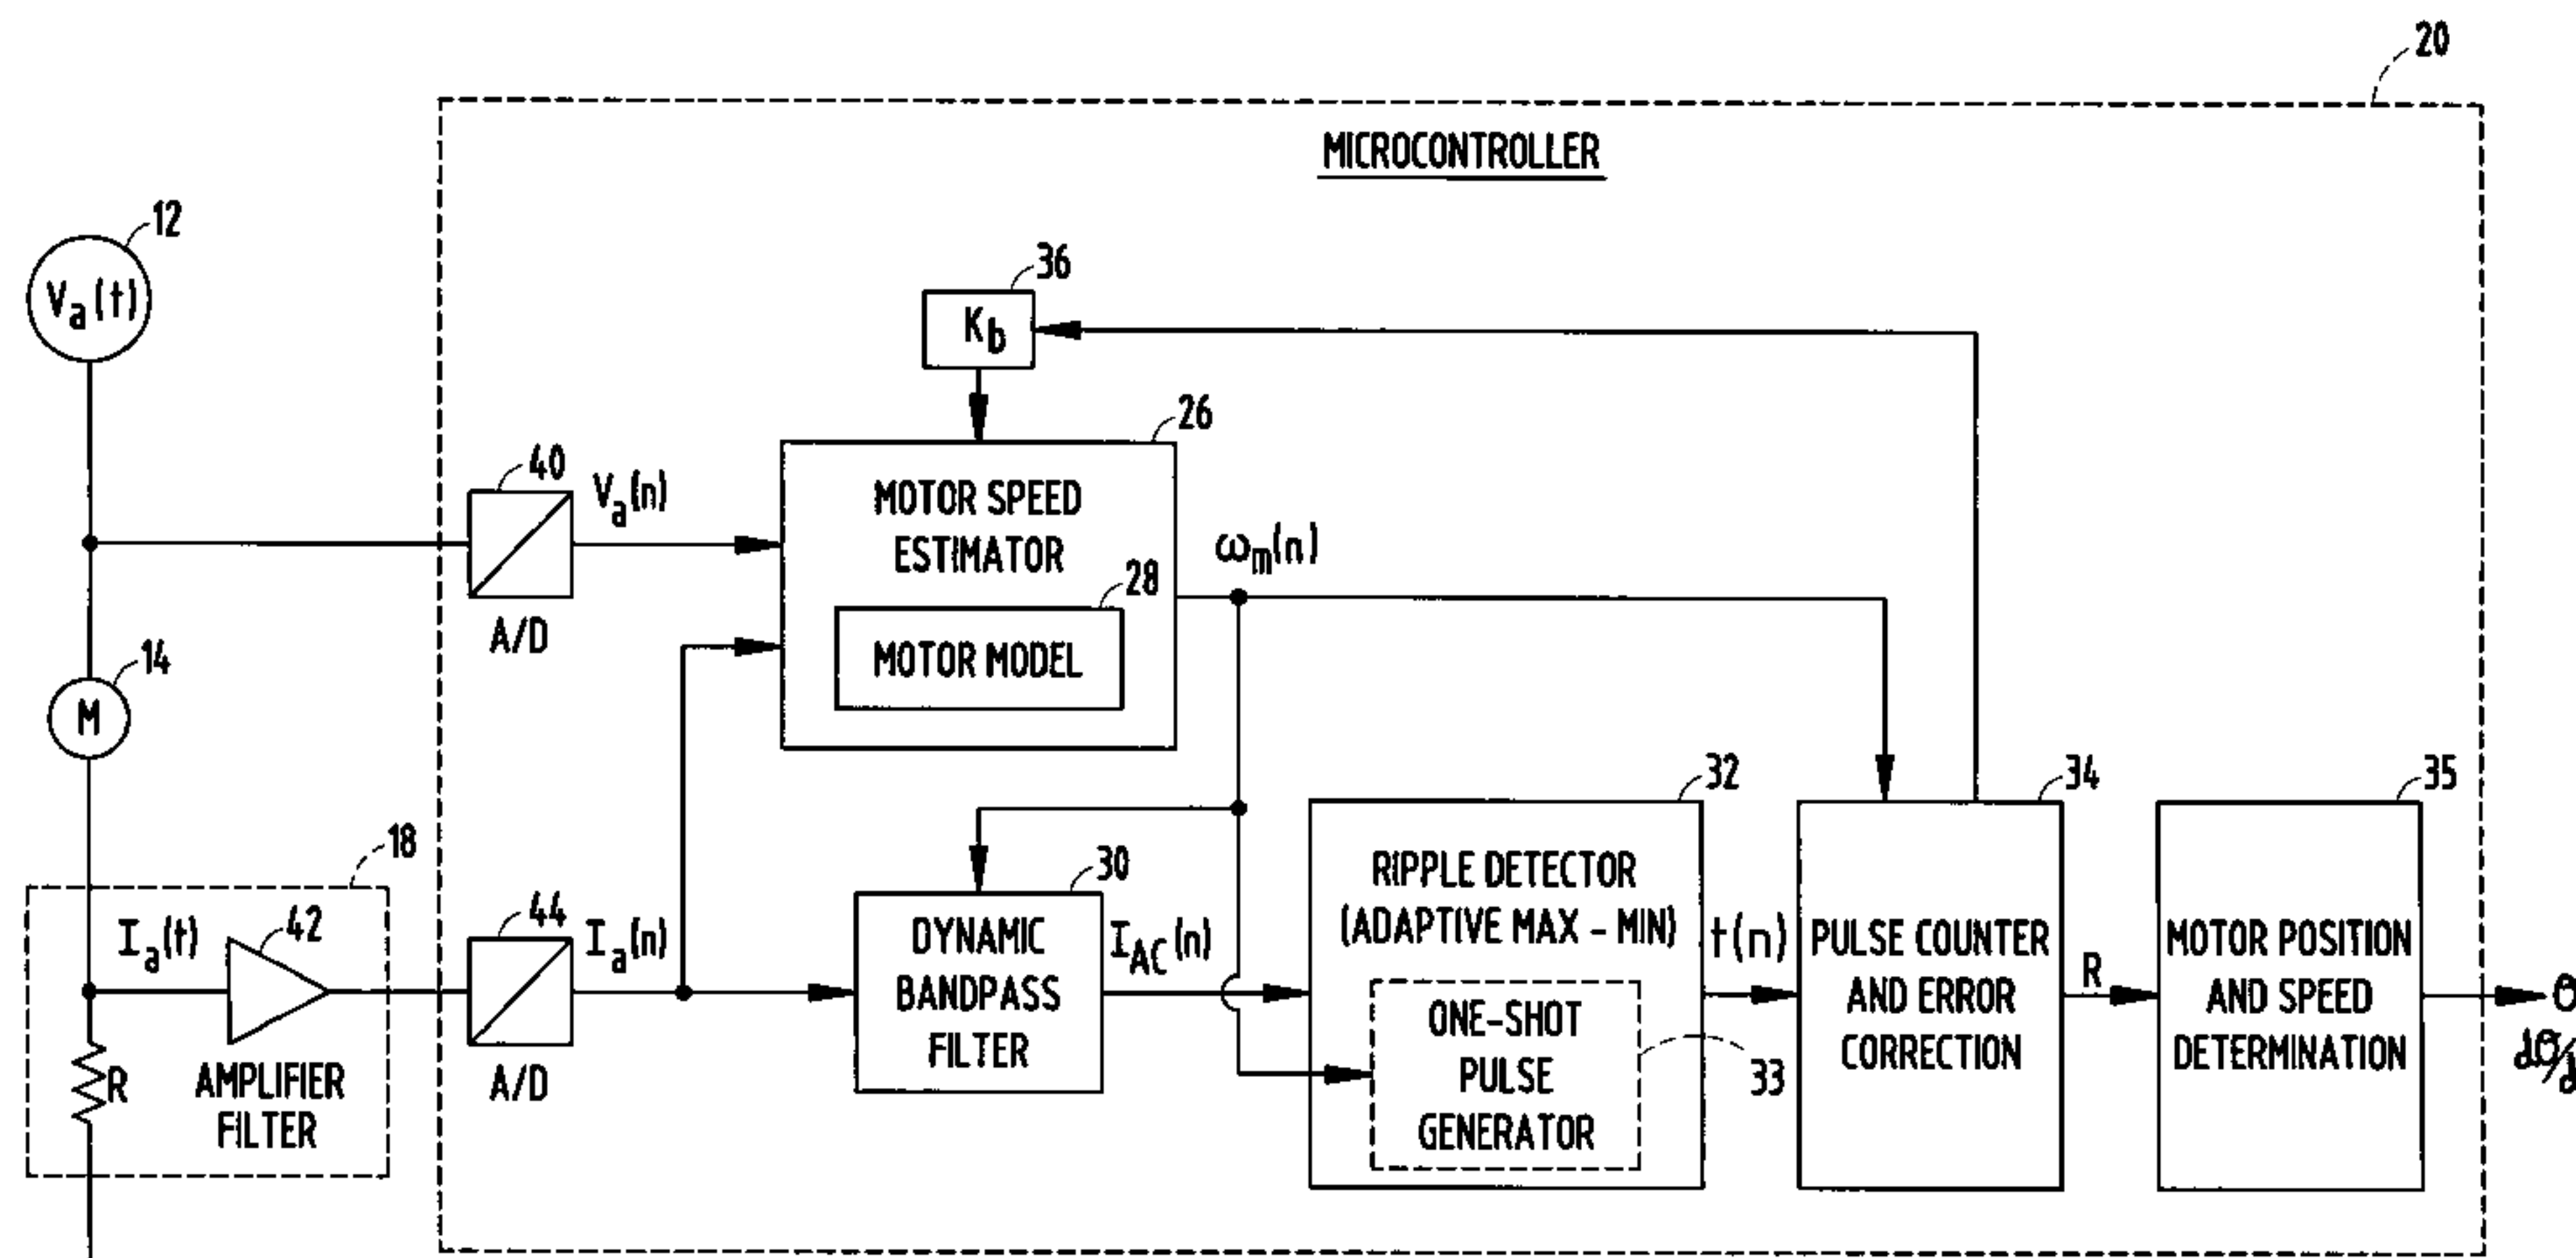 20
MICROCONTROLLER
12
Va(t)
36
Kb
26
40
Va(n)
MOTOR SPEED
ESTIMATOR
ωm(n)
28
MOTOR MODEL
A/D
14
M
32
34
35
18
30
44
42
Ia(t)
Ia(n)
DYNAMIC
BANDPASS
FILTER
IAC(n)
RIPPLE DETECTOR
(ADAPTIVE MAX - MIN)
t(n)
PULSE COUNTER
AND ERROR
CORRECTION
R
MOTOR POSITION
AND SPEED
DETERMINATION
ONE-SHOT
PULSE
GENERATOR
33
R
AMPLIFIER
FILTER
A/D